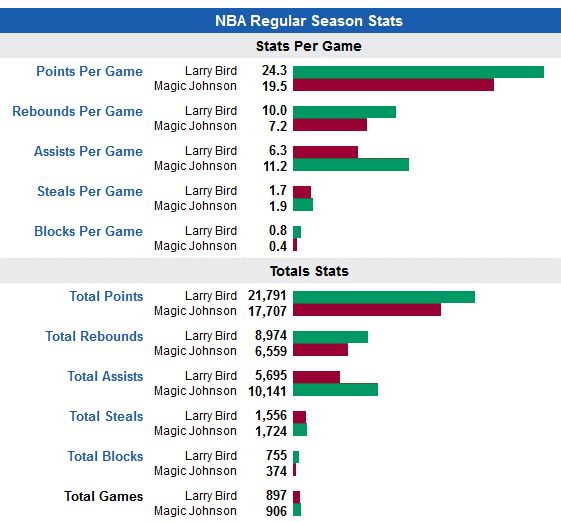 NBA Regular Season Stats
Stats Per Game
Points Per Game Larry Bird 24.3
Magic Johnson 19.5
Rebounds Per Game Larry Bird 10.0
Magic Johnson 7.2
Assists Per Game Larry Bird 6.3
Magic Johnson 11.2
Steals Per Game Larry Bird 1.7
Magic Johnson 1.9
Blocks Per Game Larry Bird 0.8
Magic Johnson 0.4
Totals Stats
Total Points Larry Bird 21,791
Magic Johnson 17,707
Total Rebounds Larry Bird 8,974
Magic Johnson 6,559
Total Assists Larry Bird 5,695
Magic Johnson 10,141
Total Steals Larry Bird 1,556
Magic Johnson 1,724
Total Blocks Larry Bird 755
Magic Johnson 374
Total Games Larry Bird 897
Magic Johnson 906